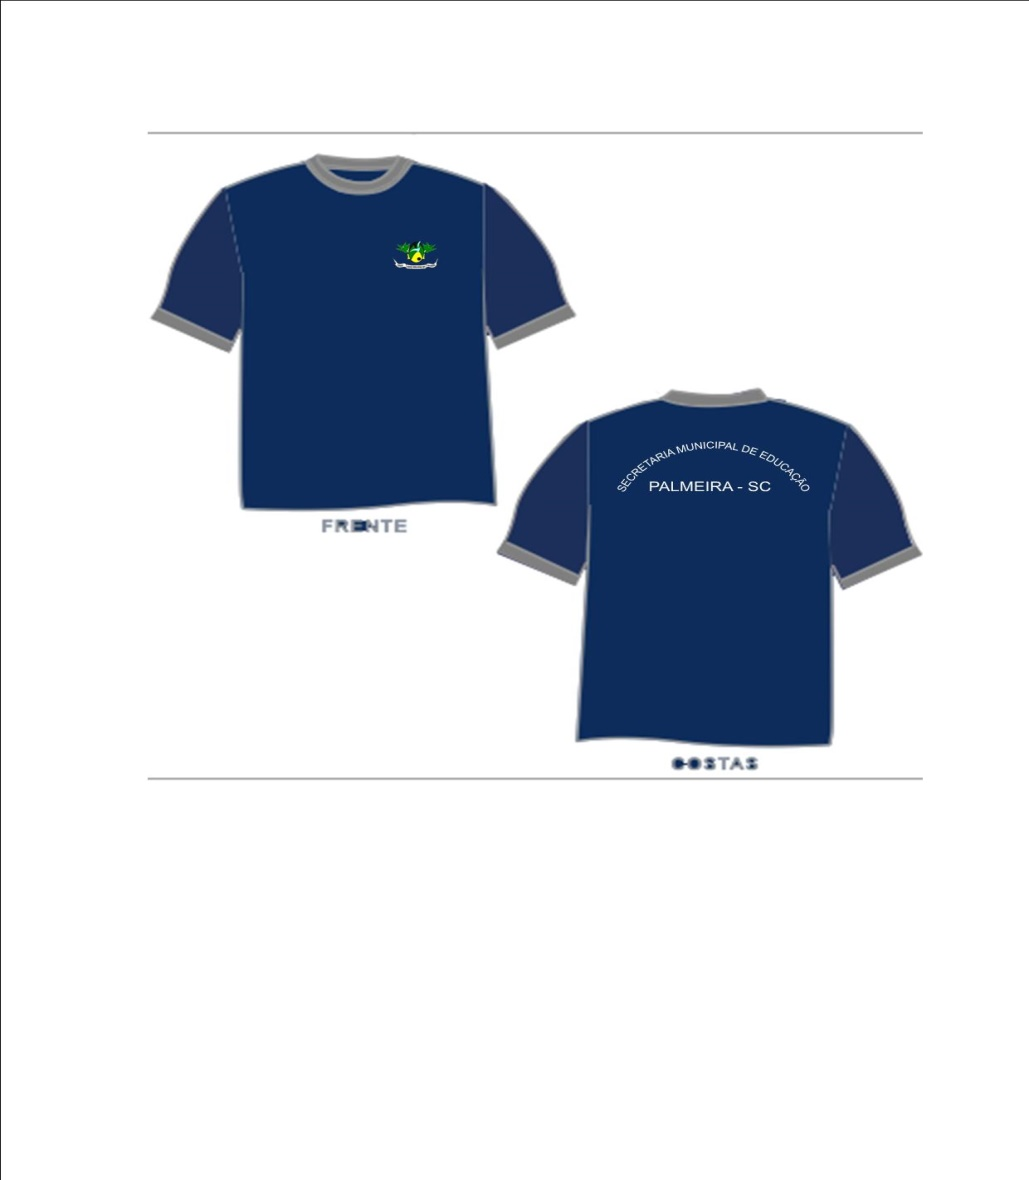 FRENTE
SECRETARIA MUNICIPAL DE EDUCAÇÃO
PALMEIRA - SC
COSTAS